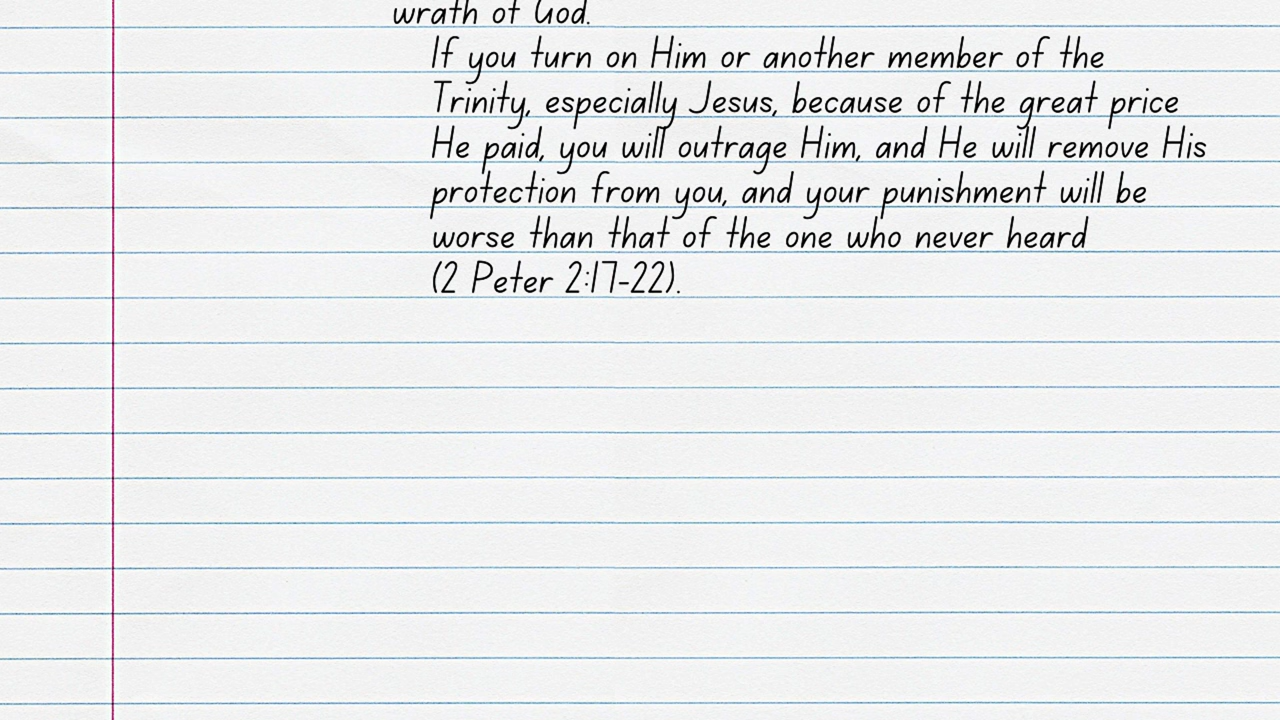 wrath of God.
If you turn on Him or another member of the
Trinity, especially Jesus, because of the great price
He paid, you will outrage Him, and He will remove His
protection from you, and your punishment will be
worse than that of the one who never heard
(2 Peter 2:17-22).